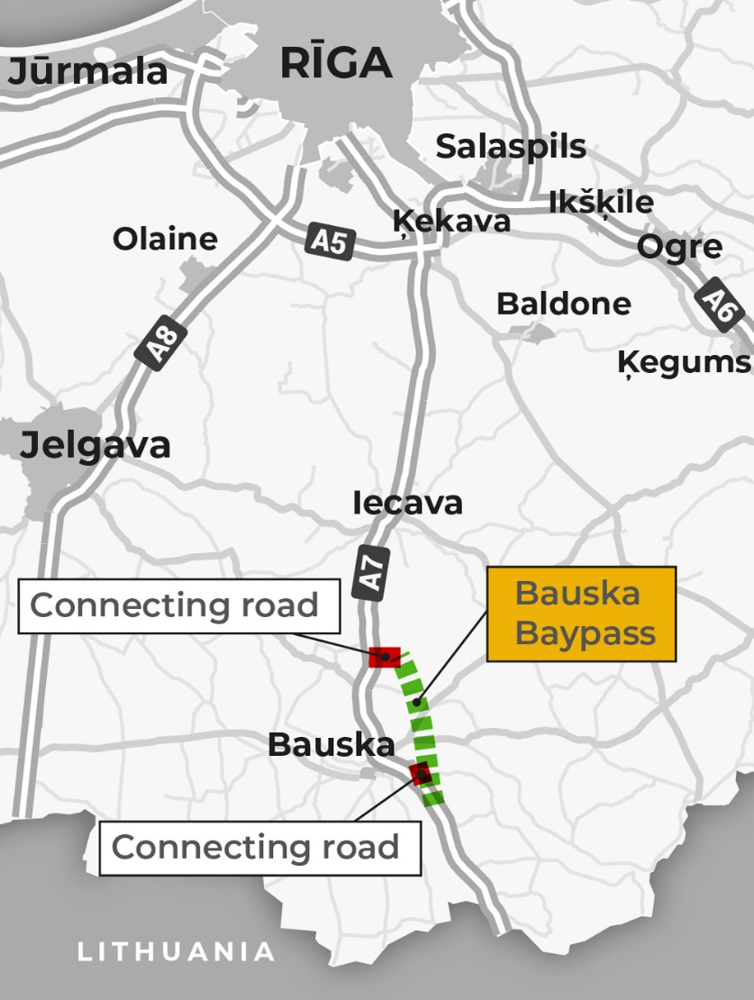 RĪGA
Jūrmala
Salaspils
Ikšķile
Ķekava
Olaine
A5
Ogre
Baldone
A6
A8
Ķegums
Jelgava
Iecava
A7
Connecting road
Bauska
Baypass
Bauska
Connecting road
LITHUANIA